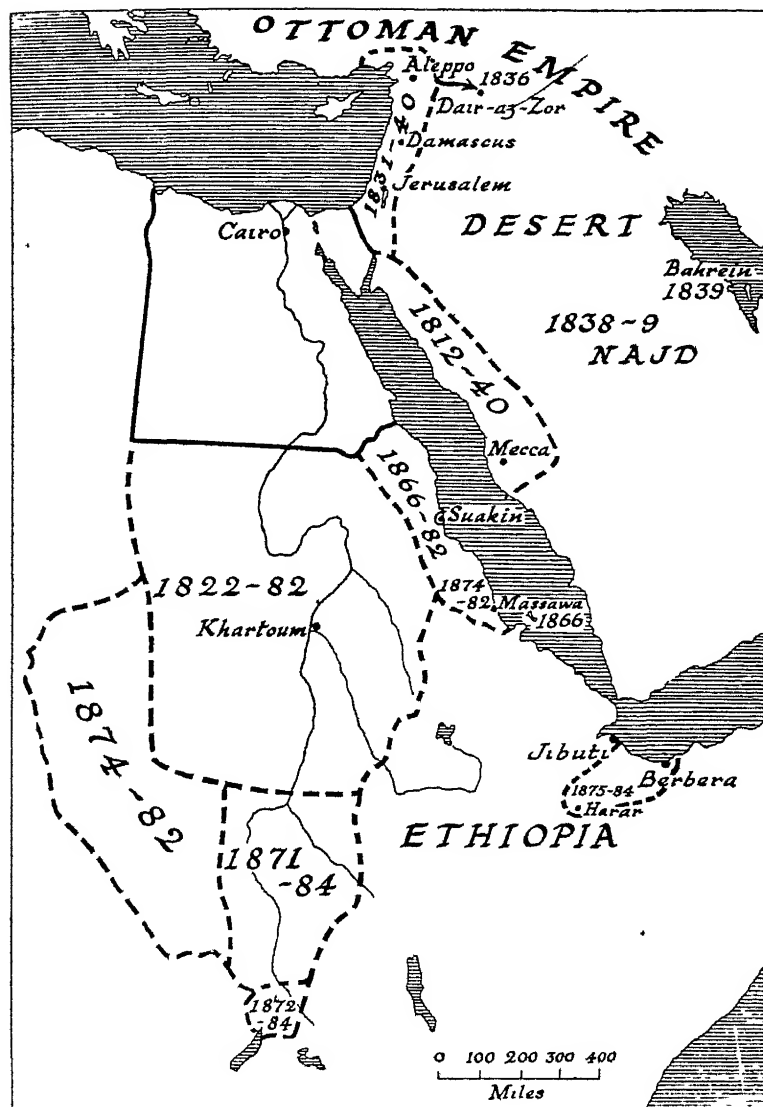 OTTOMAN EMPIRE
Aleppo
1836
Dair-az-Zor
1831-40
Damascus
Jerusalem
Cairo
DESERT
Bahrein
1839
1838-9
NAJD
1812-40
Mecca
1866-82
Suakin
1822-82
1874
-82
Massawa
1866
Khartoum
1874-82
Jibuti
Berbera
1875-84
Harar
ETHIOPIA
1871
-84
1872
-84
0 100 200 300 400
Miles